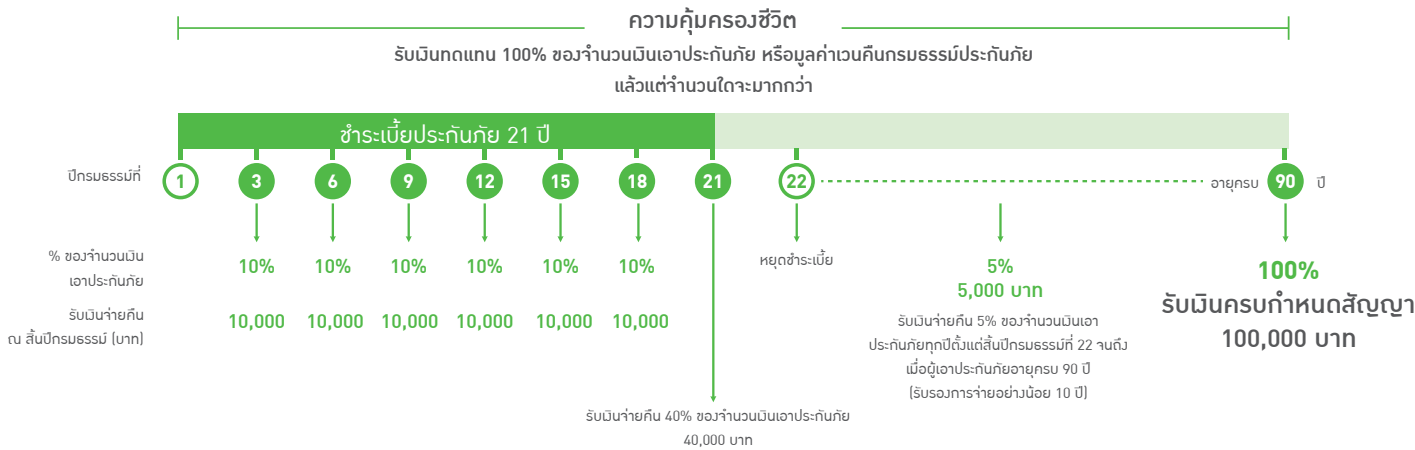 ความคุ้มครองชีวิต
รับเงินทดแทน 100% ของจำนวนเงินเอาประกันภัย หรือมูลค่าเวนคืนกรมธรรม์ประกันภัย
แล้วแต่จำนวนใดจะมากกว่า
ชำระเบี้ยประกันภัย 21 ปี
ปีกรมธรรม์ที่ 1 3 6 9 12 15 18 21 22 อายุครบ 90 ปี
% ของจำนวนเงิน
เอาประกันภัย
10% 10% 10% 10% 10% 10%
รับเงินจ่ายคืน
ณ สิ้นปีกรมธรรม์ (บาท)
10,000 10,000 10,000 10,000 10,000 10,000
รับเงินจ่ายคืน 40% ของจำนวนเงินเอาประกันภัย
40,000 บาท
หยุดชำระเบี้ย
5%
5,000 บาท
รับเงินจ่ายคืน 5% ของจำนวนเงินเอา
ประกันภัยทุกปีตั้งแต่สิ้นปีกรมธรรม์ที่ 22 จนถึง
เมื่อผู้เอาประกันภัยอายุครบ 90 ปี
(รับรองการจ่ายอย่างน้อย 10 ปี)
100%
รับเงินครบกำหนดสัญญา
100,000 บาท